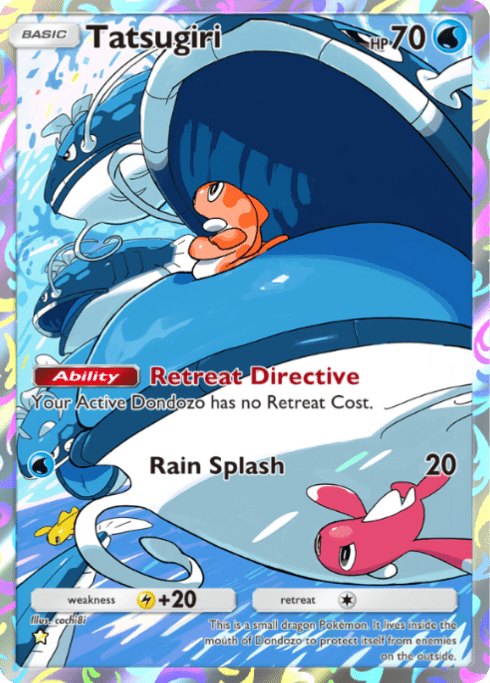 BASIC Tatsugiri HP 70
Ability Retreat Directive
Your Active Dondozo has no Retreat Cost.
Rain Splash 20
weakness +20 retreat
Illus. cochi8i
This is a small dragon Pokémon. It lives inside the
mouth of Dondozo to protect itself from enemies
on the outside.